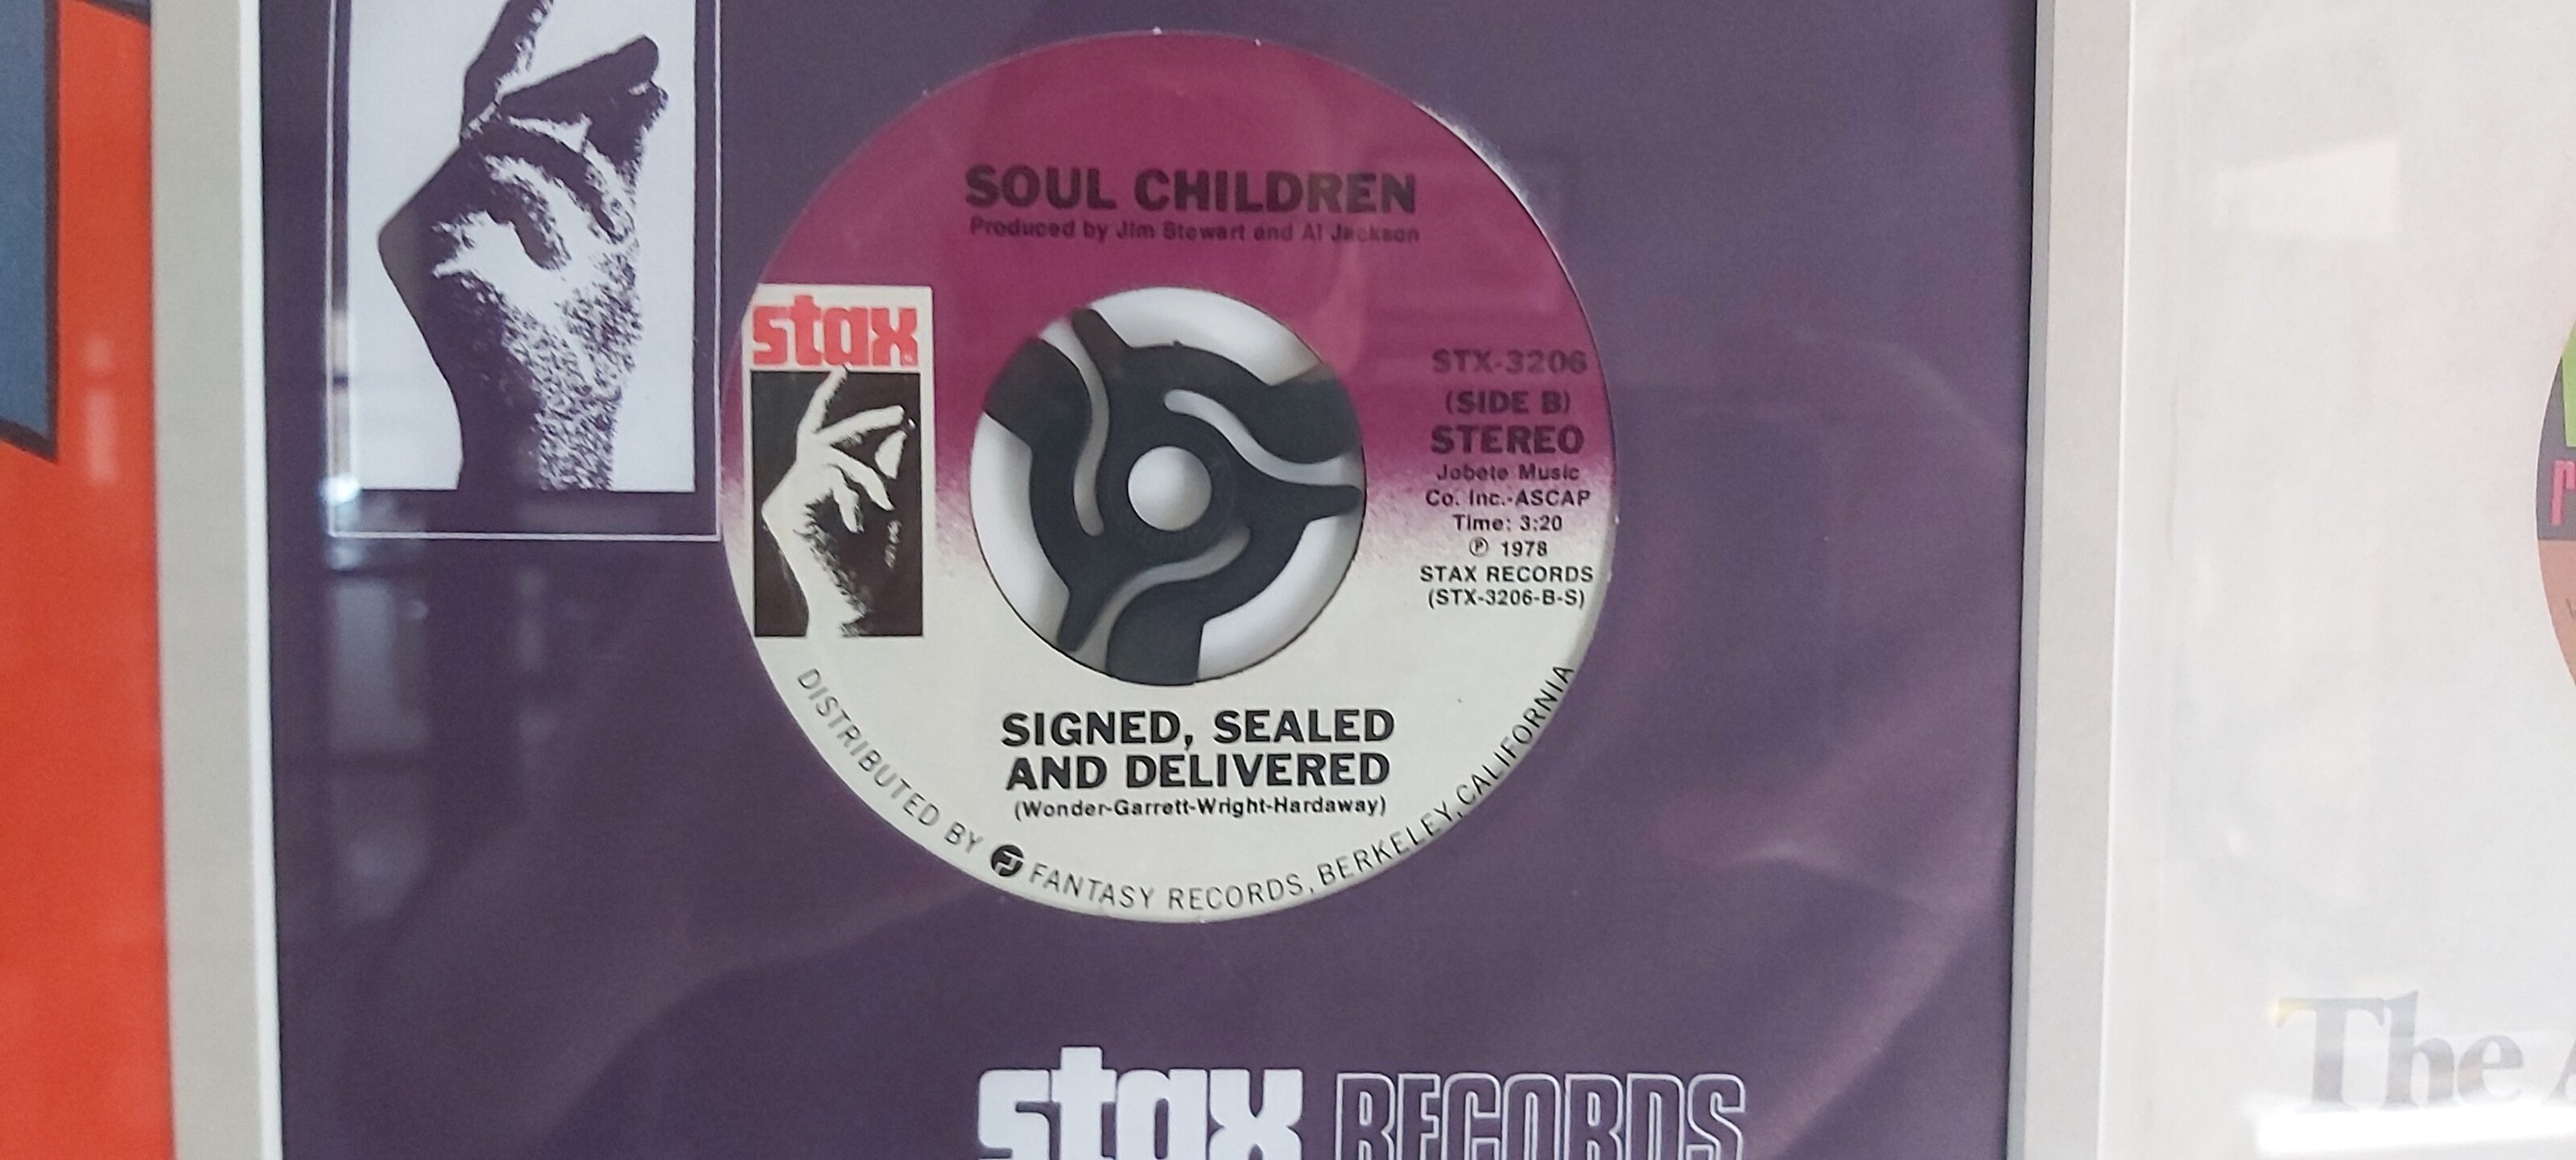 SOUL CHILDREN
Produced by Jim Stewart and Al Jackson
stax
STX-3206
(SIDE B)
STEREO
Jobete Music
Co. Inc.-ASCAP
Time: 3:20
℗ 1978
STAX RECORDS
(STX-3206-B-S)
SIGNED, SEALED
AND DELIVERED
(Wonder-Garrett-Wright-Hardaway)
DISTRIBUTED BY FANTASY RECORDS, BERKELEY, CALIFORNIA
stax RECORDS
The